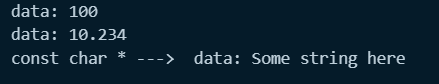 data: 100
data: 10.234
const char * --->  data: Some string here